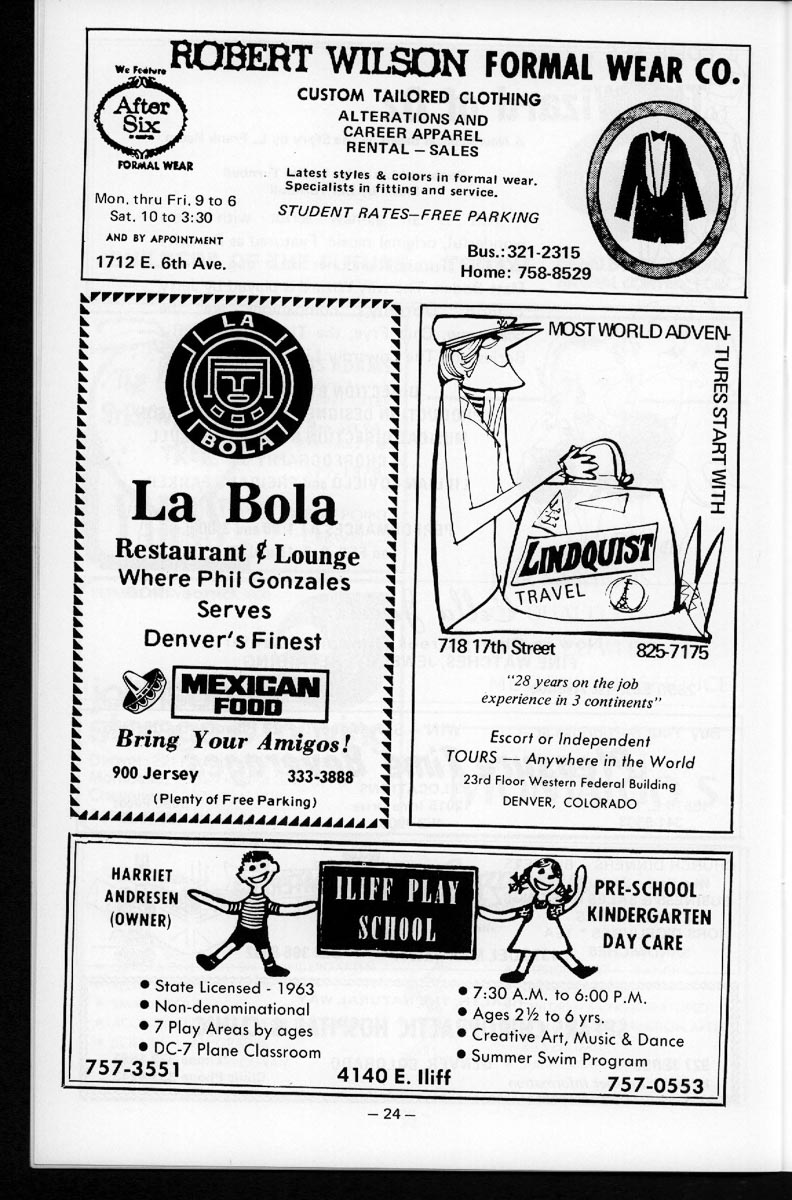 ROBERT WILSON FORMAL WEAR CO.
We Feature
After
Six
FORMAL WEAR
CUSTOM TAILORED CLOTHING
ALTERATIONS AND
CAREER APPAREL
RENTAL — SALES
Latest styles & colors in formal wear.
Specialists in fitting and service.
STUDENT RATES—FREE PARKING
Mon. thru Fri. 9 to 6
Sat. 10 to 3:30
AND BY APPOINTMENT
1712 E. 6th Ave.
Bus.: 321-2315
Home: 758-8529
LA
BOLA
La Bola
Restaurant & Lounge
Where Phil Gonzales
Serves
Denver's Finest
MEXICAN
FOOD
Bring Your Amigos!
900 Jersey 333-3888
(Plenty of Free Parking)
MOST WORLD ADVEN-
TURES START WITH
LINDQUIST
TRAVEL
718 17th Street 825-7175
"28 years on the job
experience in 3 continents"
Escort or Independent
TOURS —— Anywhere in the World
23rd Floor Western Federal Building
DENVER, COLORADO
HARRIET
ANDRESEN
(OWNER)
ILIFF PLAY
SCHOOL
PRE-SCHOOL
KINDERGARTEN
DAY CARE
• State Licensed - 1963
• Non-denominational
• 7 Play Areas by ages
• DC-7 Plane Classroom
• 7:30 A.M. to 6:00 P.M.
• Ages 2½ to 6 yrs.
• Creative Art, Music & Dance
• Summer Swim Program
757-3551 4140 E. Iliff 757-0553
— 24 —